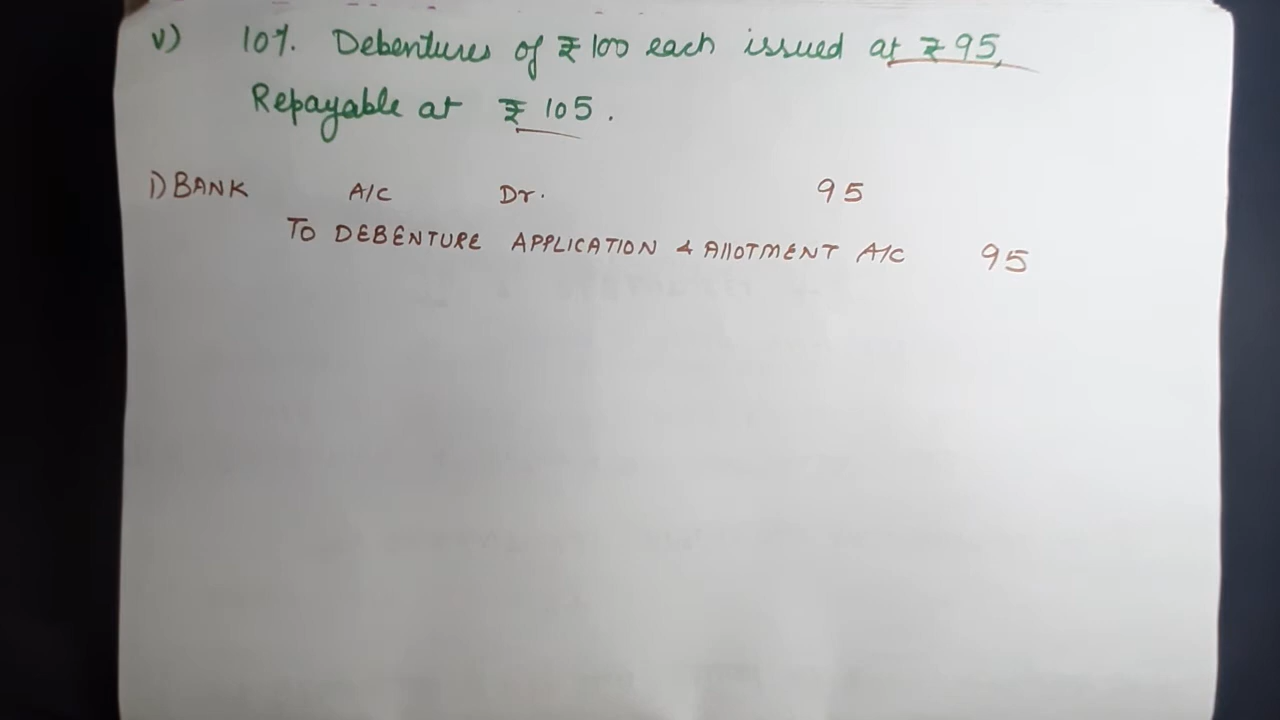 v) 10%. Debentures of ₹ 100 each issued at ₹ 95,
Repayable at ₹ 105.
i) BANK A/C Dr. 95
TO DEBENTURE APPLICATION & AllOTMENT A/C 95